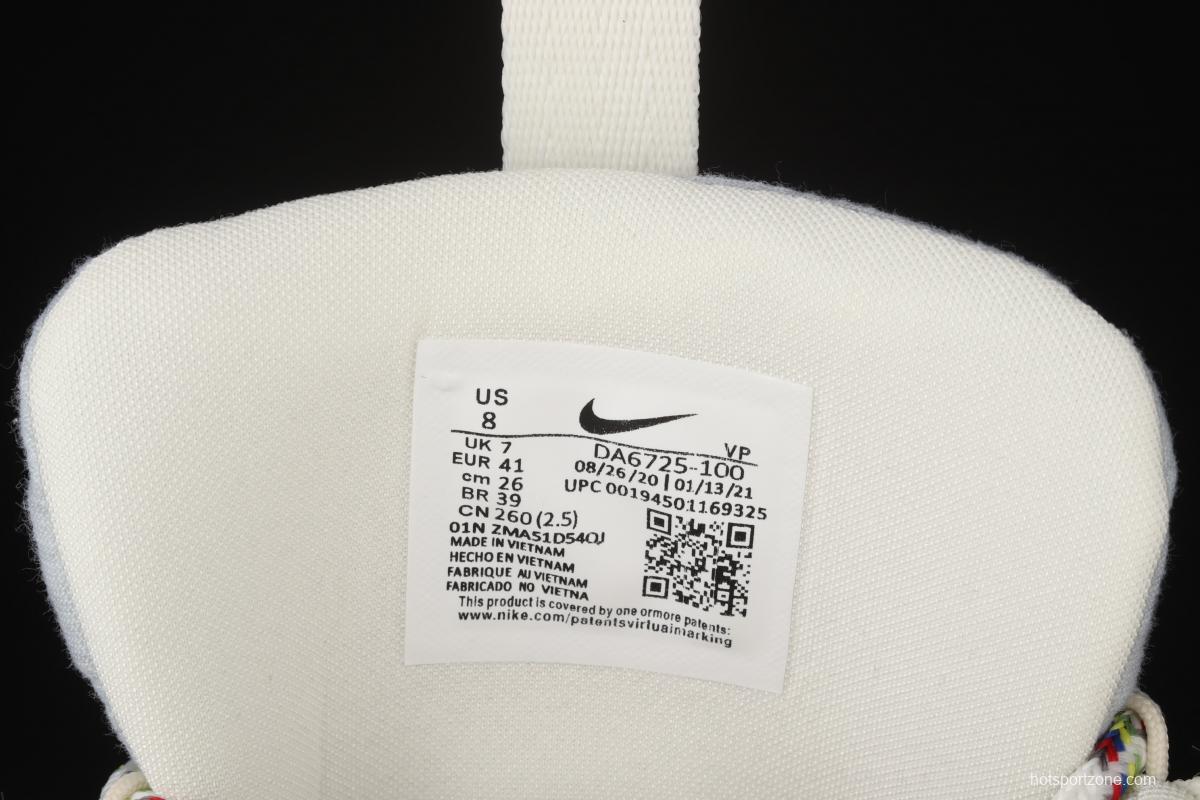 US
8
VP
UK 7
DA6725-100
EUR 41
08/26/20 | 01/13/21
cm 26
UPC 00194501169325
BR 39
CN 260 (2.5)
01N ZMA51D54OJ
MADE IN VIETNAM
HECHO EN VIETNAM
FABRIQUE AU VIETNAM
FABRICADO NO VIETNA
This product is covered by one ormore patents:
www.nike.com/patentsvirtuaimarking
hotsportzone.com